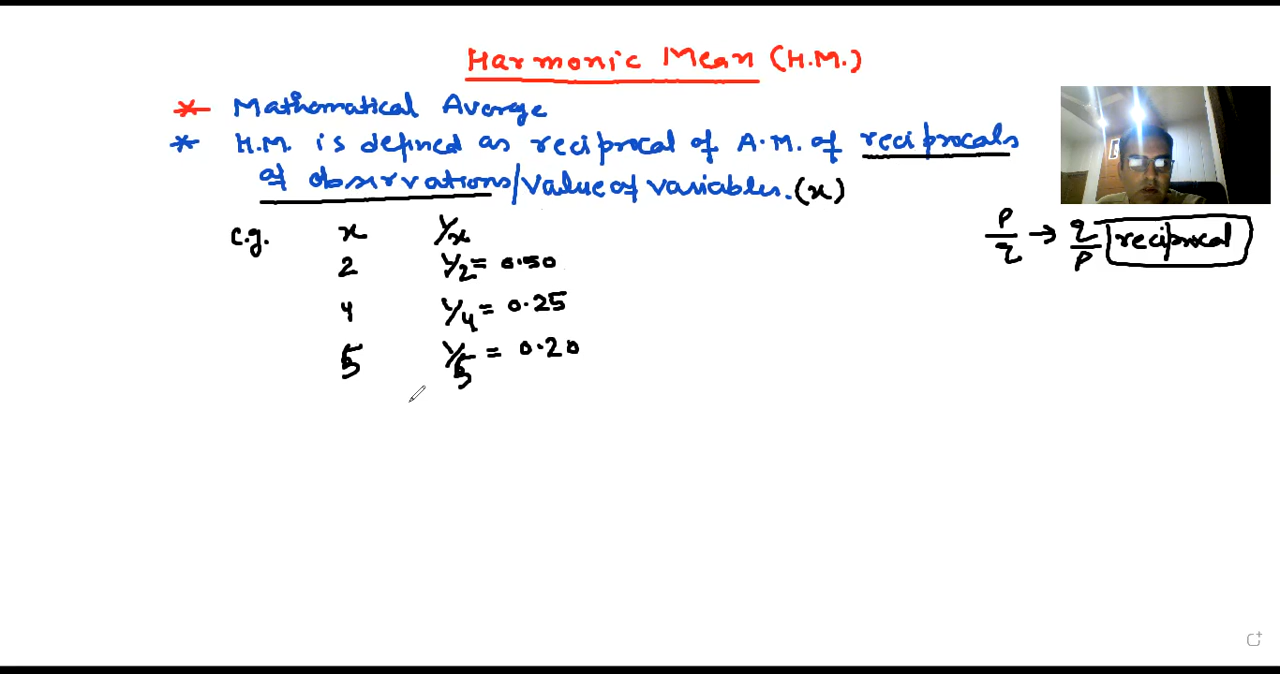 Harmonic Mean (H.M.)
* Mathematical Average
* H.M. is defined as reciprocal of A.M. of reciprocals
of observations/value of variables. (x)
e.g. x 1/x
2 1/2 = 0.50
4 1/4 = 0.25
5 1/5 = 0.20
p/q → q/p reciprocal